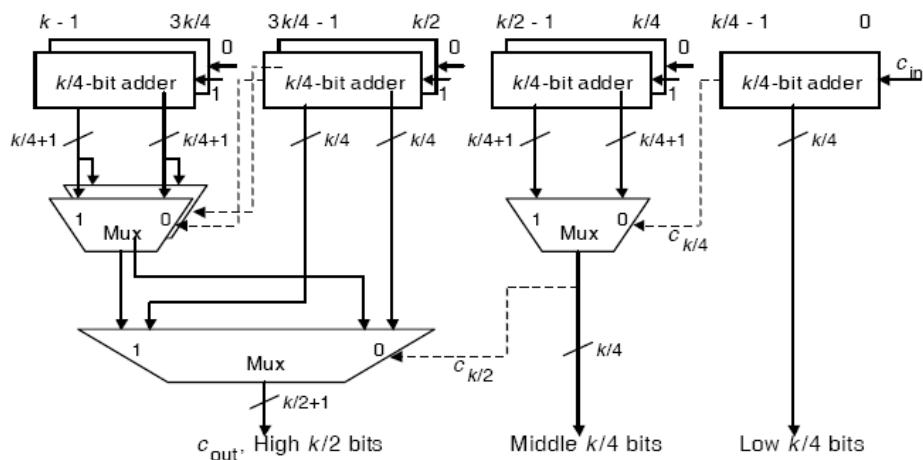 k - 1 3k/4 3k/4 - 1 k/2 k/2 - 1 k/4 k/4 - 1 0
0 0 0
k/4-bit adder k/4-bit adder k/4-bit adder k/4-bit adder c_in
1 1 1
k/4+1 k/4+1 k/4 k/4 k/4+1 k/4+1 k/4
1 0 1 0
Mux Mux c_k/4
1 0
Mux c_k/2 k/4
k/2+1
c_out, High k/2 bits Middle k/4 bits Low k/4 bits